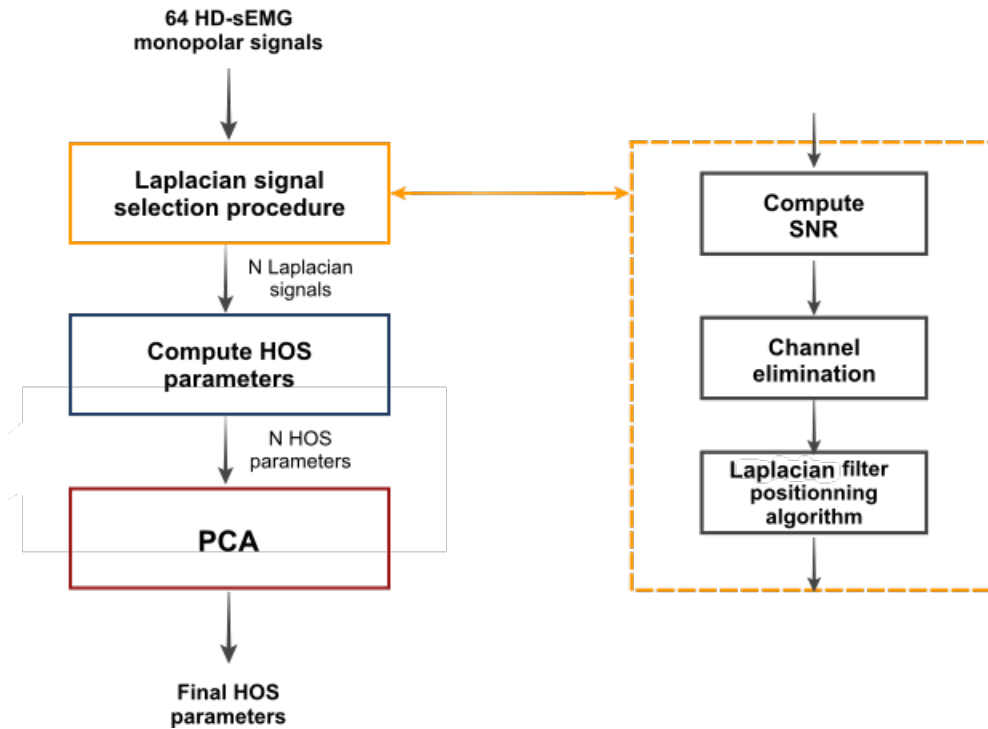 64 HD-sEMG
monopolar signals
Laplacian signal
selection procedure
N Laplacian
signals
Compute HOS
parameters
N HOS
parameters
PCA
Final HOS
parameters
Compute
SNR
Channel
elimination
Laplacian filter
positionning
algorithm